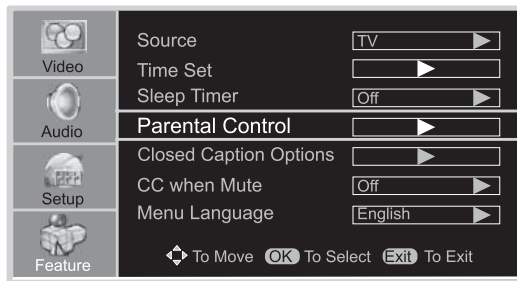 Video
Audio
Setup
Feature
Source TV
Time Set
Sleep Timer Off
Parental Control
Closed Caption Options
CC when Mute Off
Menu Language English
To Move OK To Select Exit To Exit